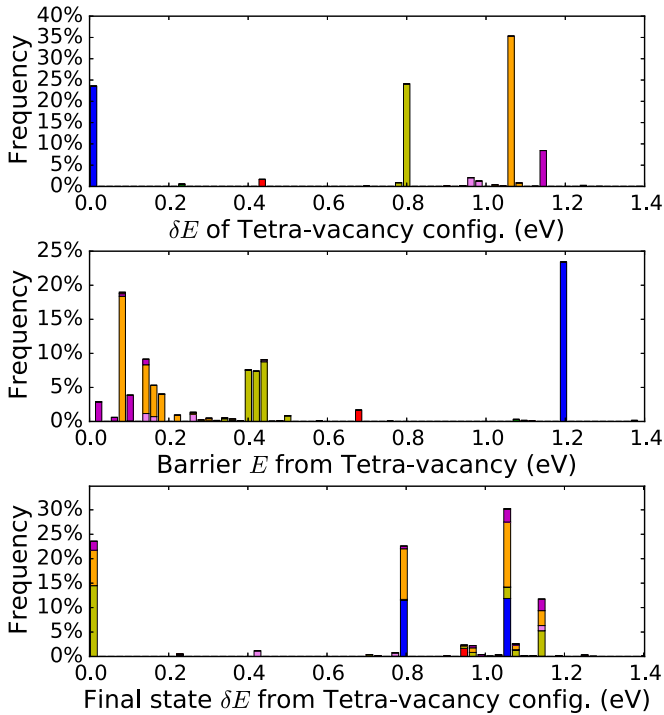 40%
35%
30%
25%
20%
15%
10%
5%
0%
Frequency
0.0 0.2 0.4 0.6 0.8 1.0 1.2 1.4
δE of Tetra-vacancy config. (eV)
25%
20%
15%
10%
5%
0%
Frequency
0.0 0.2 0.4 0.6 0.8 1.0 1.2 1.4
Barrier E from Tetra-vacancy (eV)
30%
25%
20%
15%
10%
5%
0%
Frequency
0.0 0.2 0.4 0.6 0.8 1.0 1.2 1.4
Final state δE from Tetra-vacancy config. (eV)